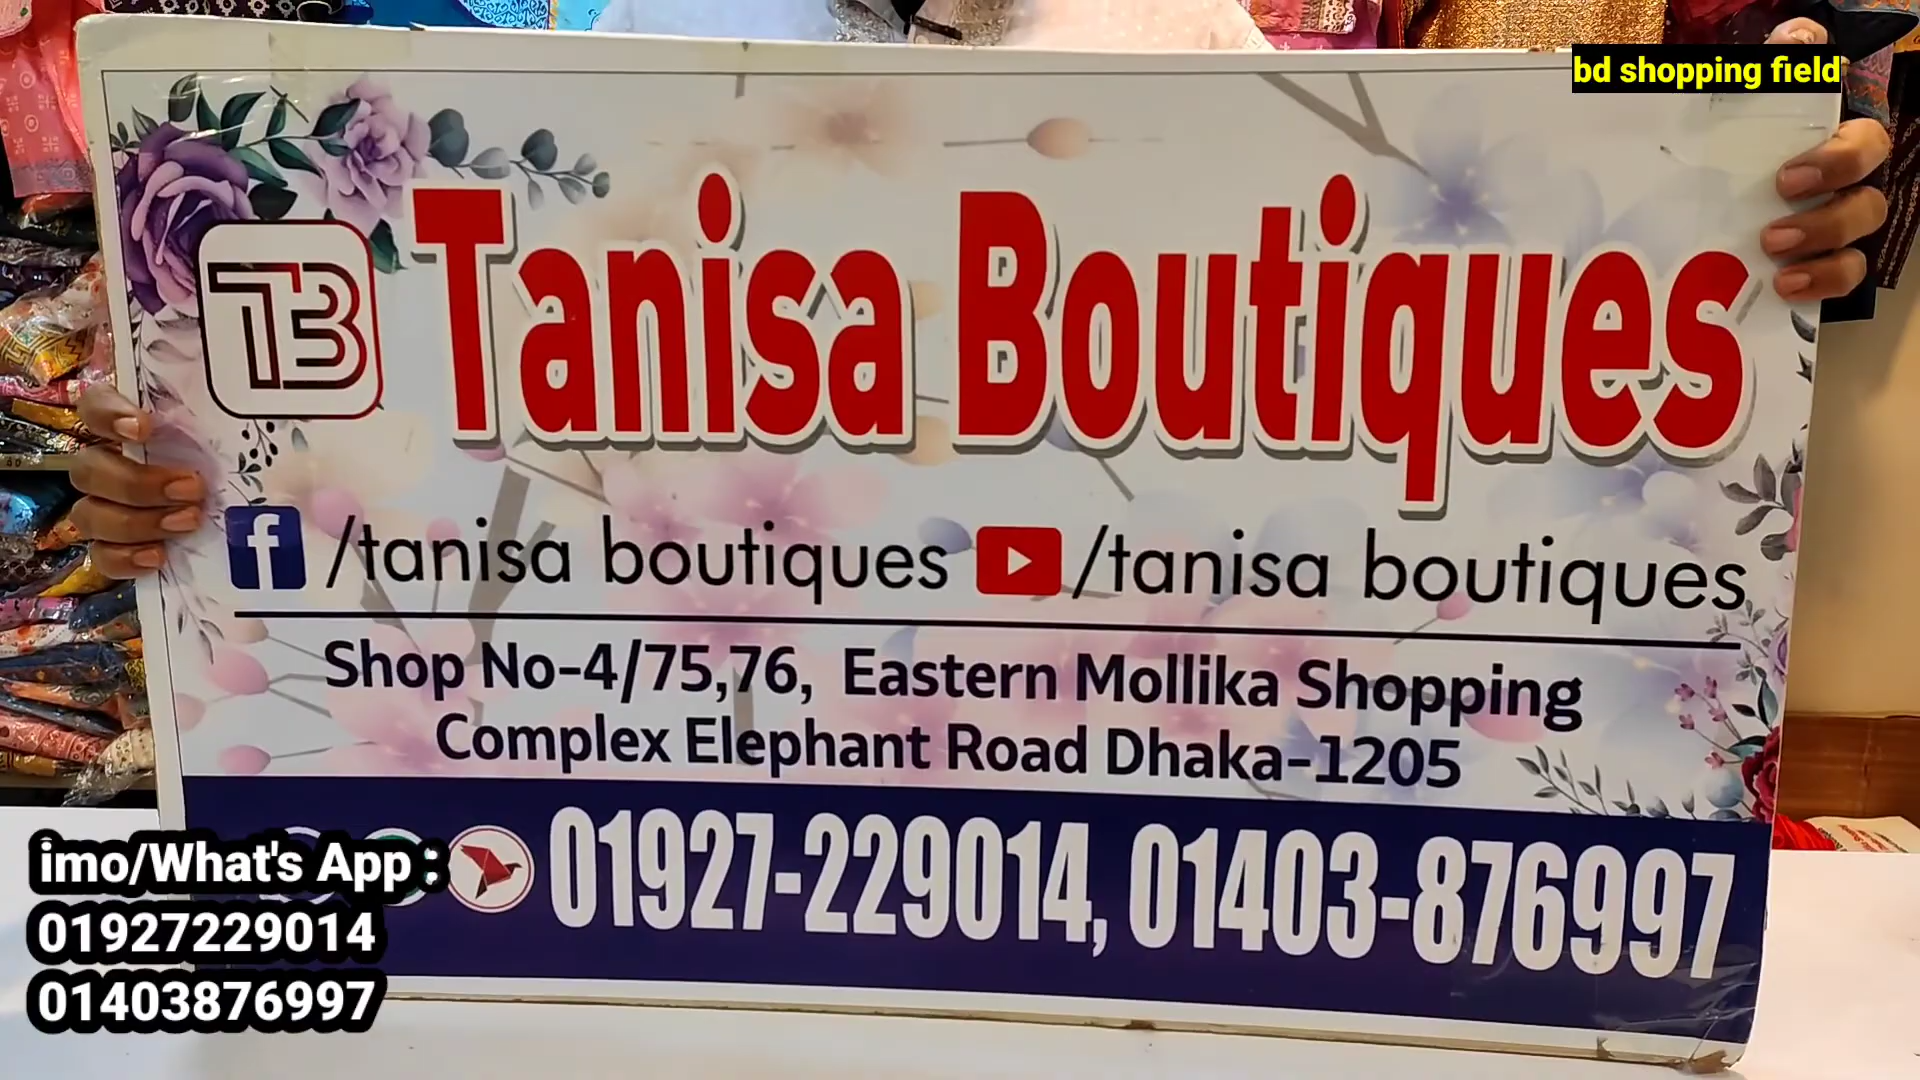 bd shopping field
TB
Tanisa Boutiques
/tanisa boutiques /tanisa boutiques
Shop No-4/75,76, Eastern Mollika Shopping
Complex Elephant Road Dhaka-1205
01927-229014, 01403-876997
imo/What's App :
01927229014
01403876997